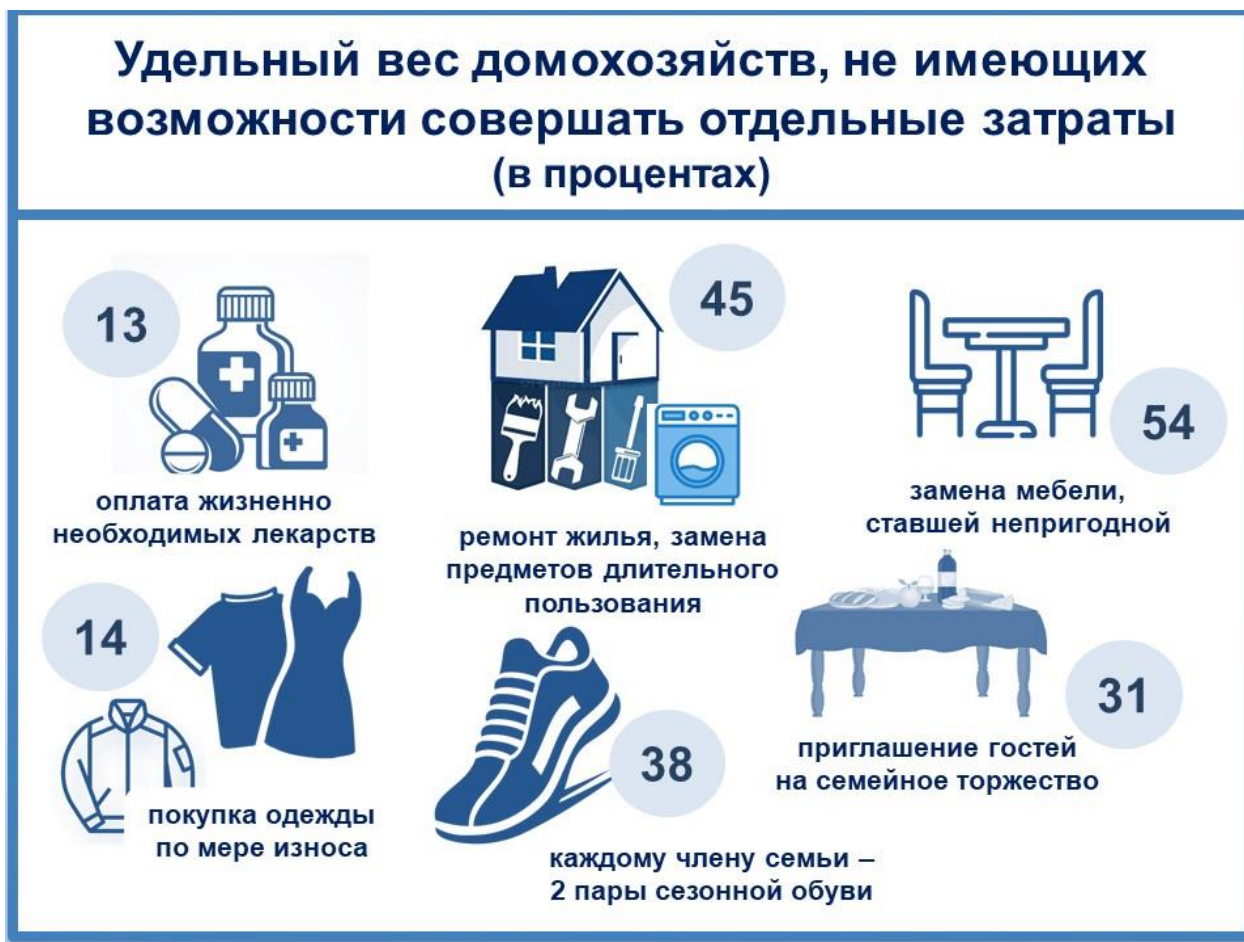 Удельный вес домохозяйств, не имеющих
возможности совершать отдельные затраты
(в процентах)
13
оплата жизненно
необходимых лекарств
45
ремонт жилья, замена
предметов длительного
пользования
54
замена мебели,
ставшей непригодной
14
покупка одежды
по мере износа
38
каждому члену семьи –
2 пары сезонной обуви
31
приглашение гостей
на семейное торжество